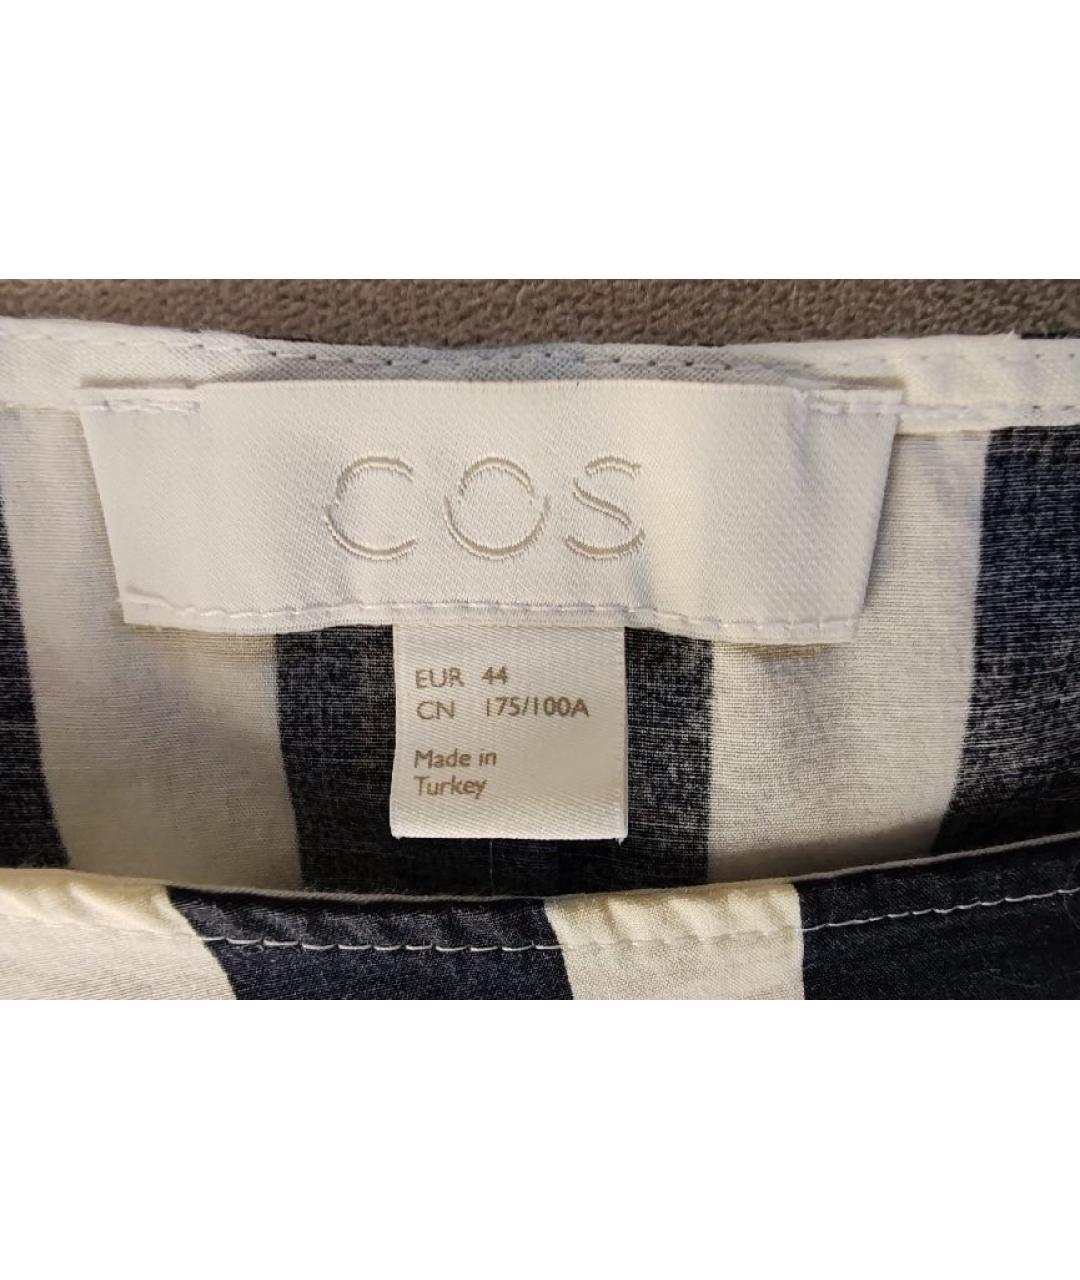 COS
EUR 44
CN 175/100A
Made in
Turkey